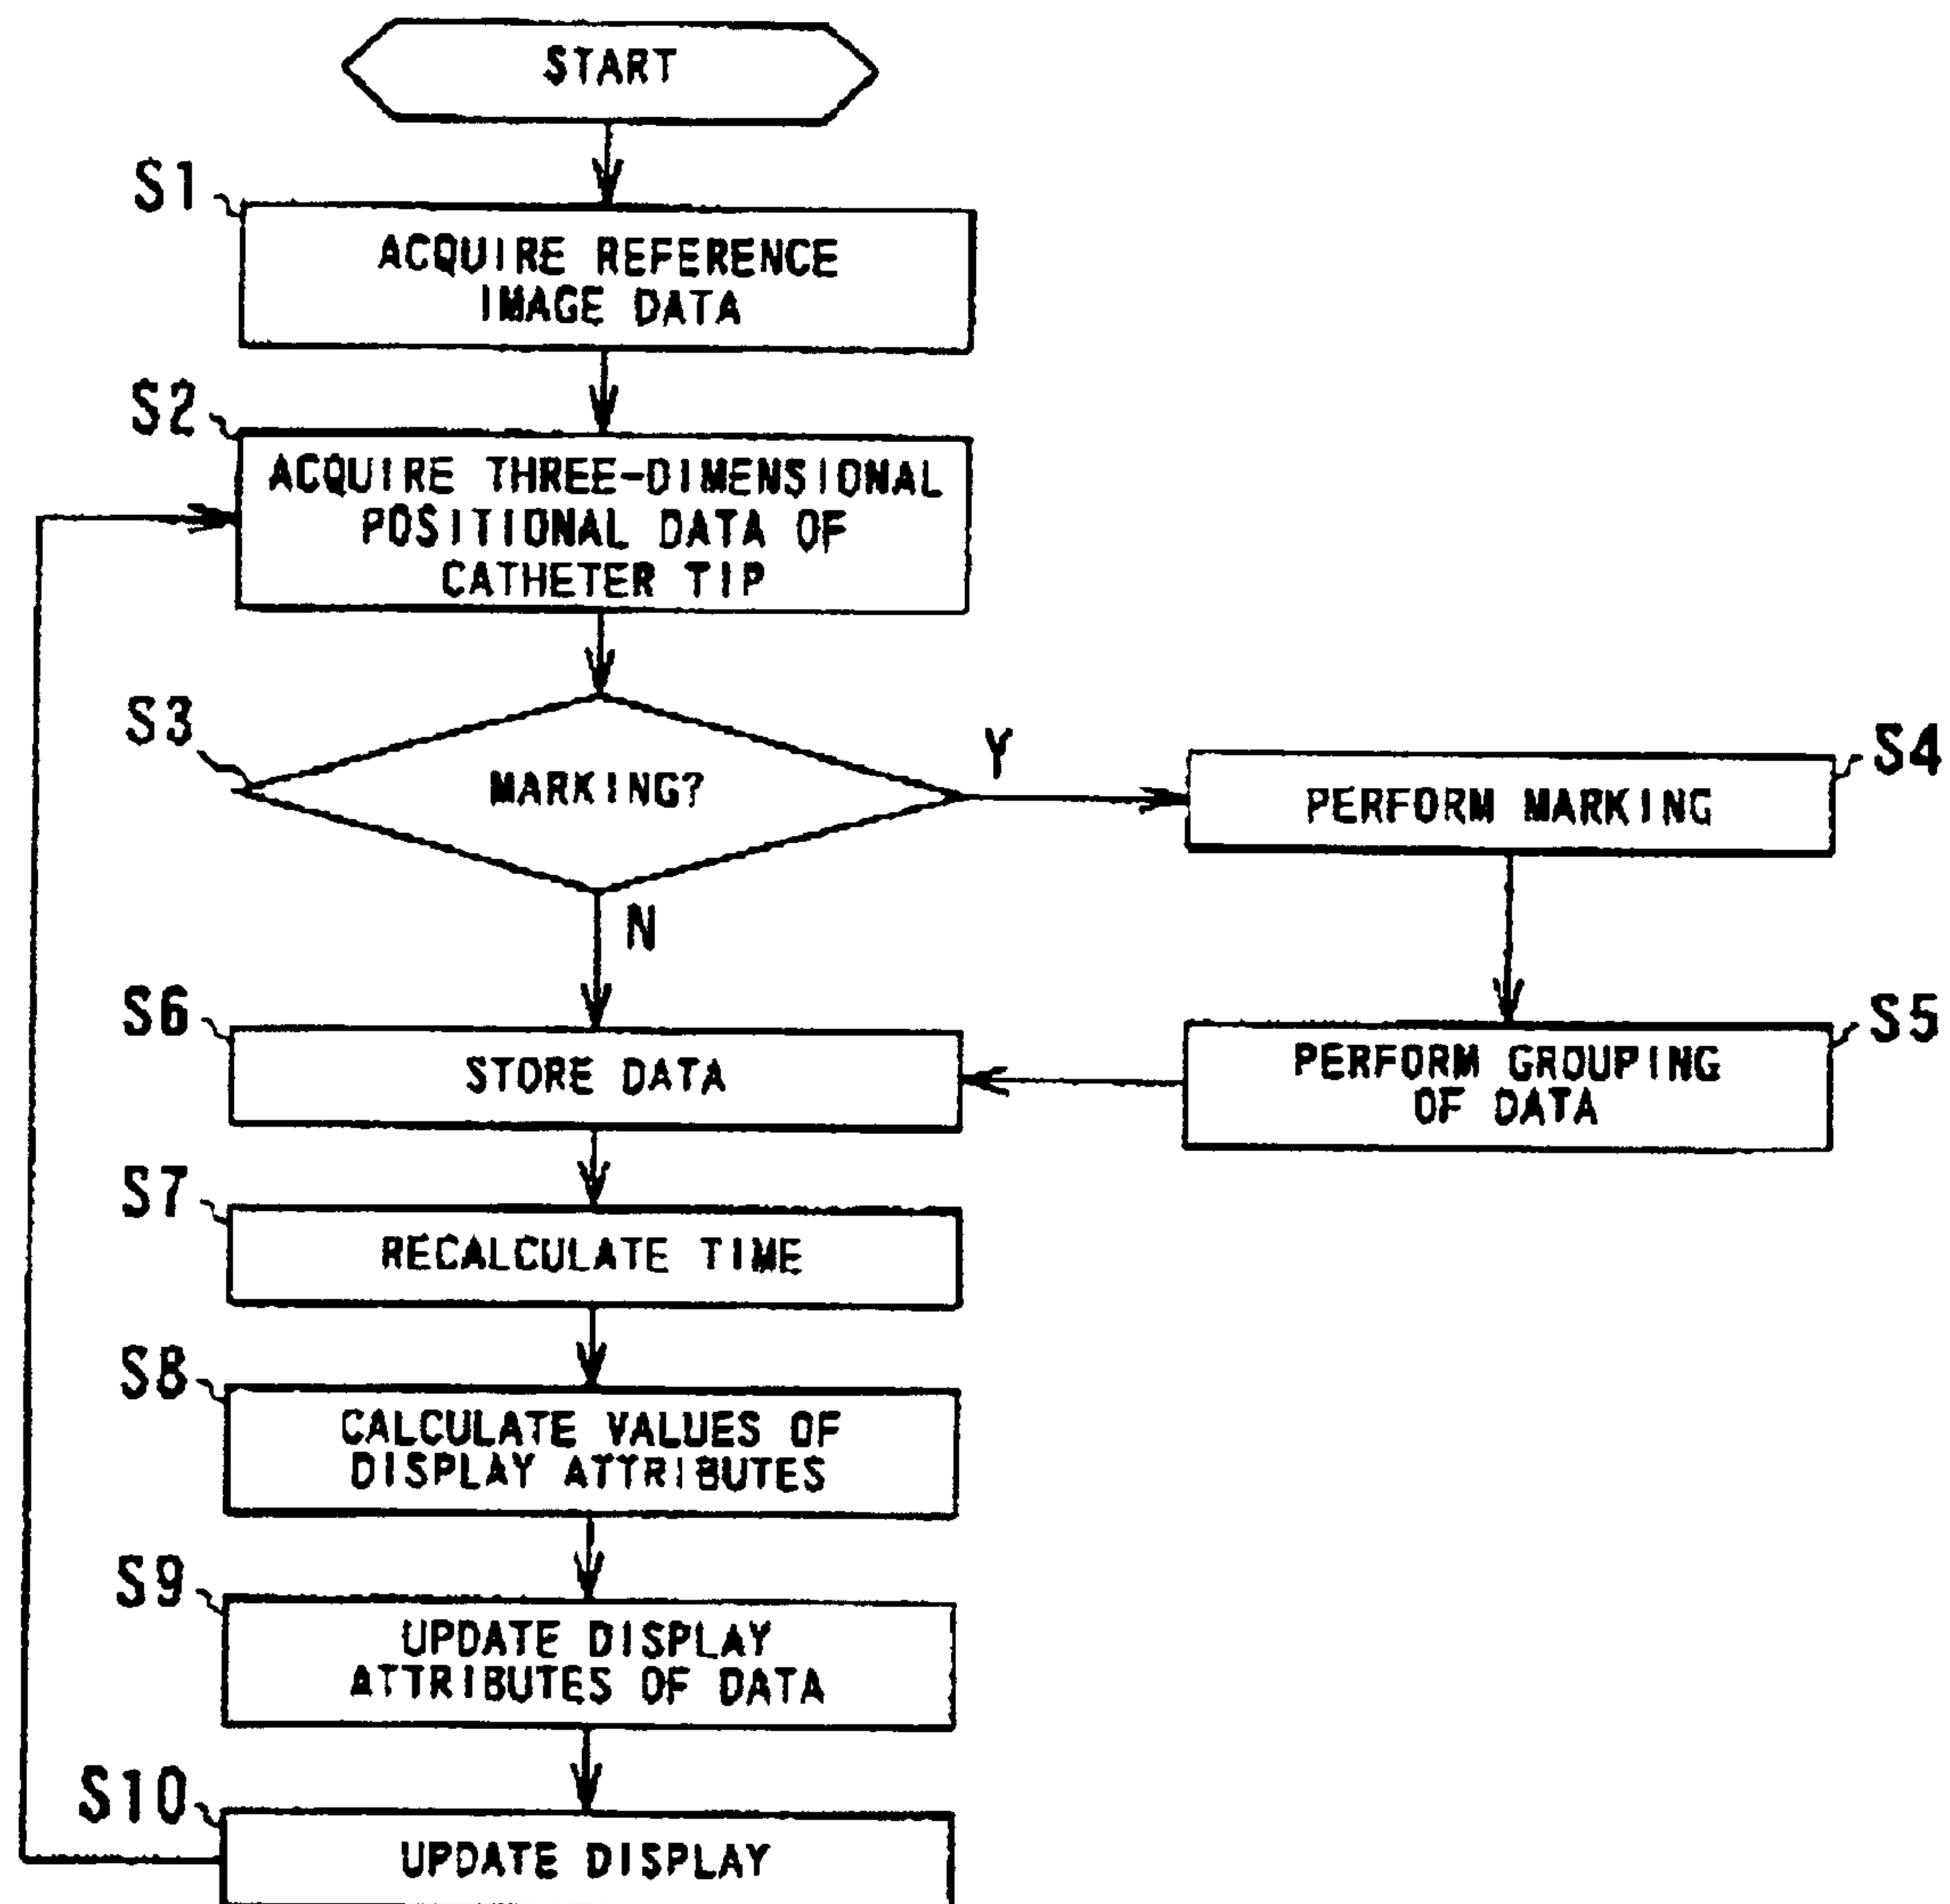 START
S1
ACQUIRE REFERENCE
IMAGE DATA
S2
ACQUIRE THREE-DIMENSIONAL
POSITIONAL DATA OF
CATHETER TIP
S3
MARKING?
Y
S4
PERFORM MARKING
N
S5
PERFORM GROUPING
OF DATA
S6
STORE DATA
S7
RECALCULATE TIME
S8
CALCULATE VALUES OF
DISPLAY ATTRIBUTES
S9
UPDATE DISPLAY
ATTRIBUTES OF DATA
S10
UPDATE DISPLAY